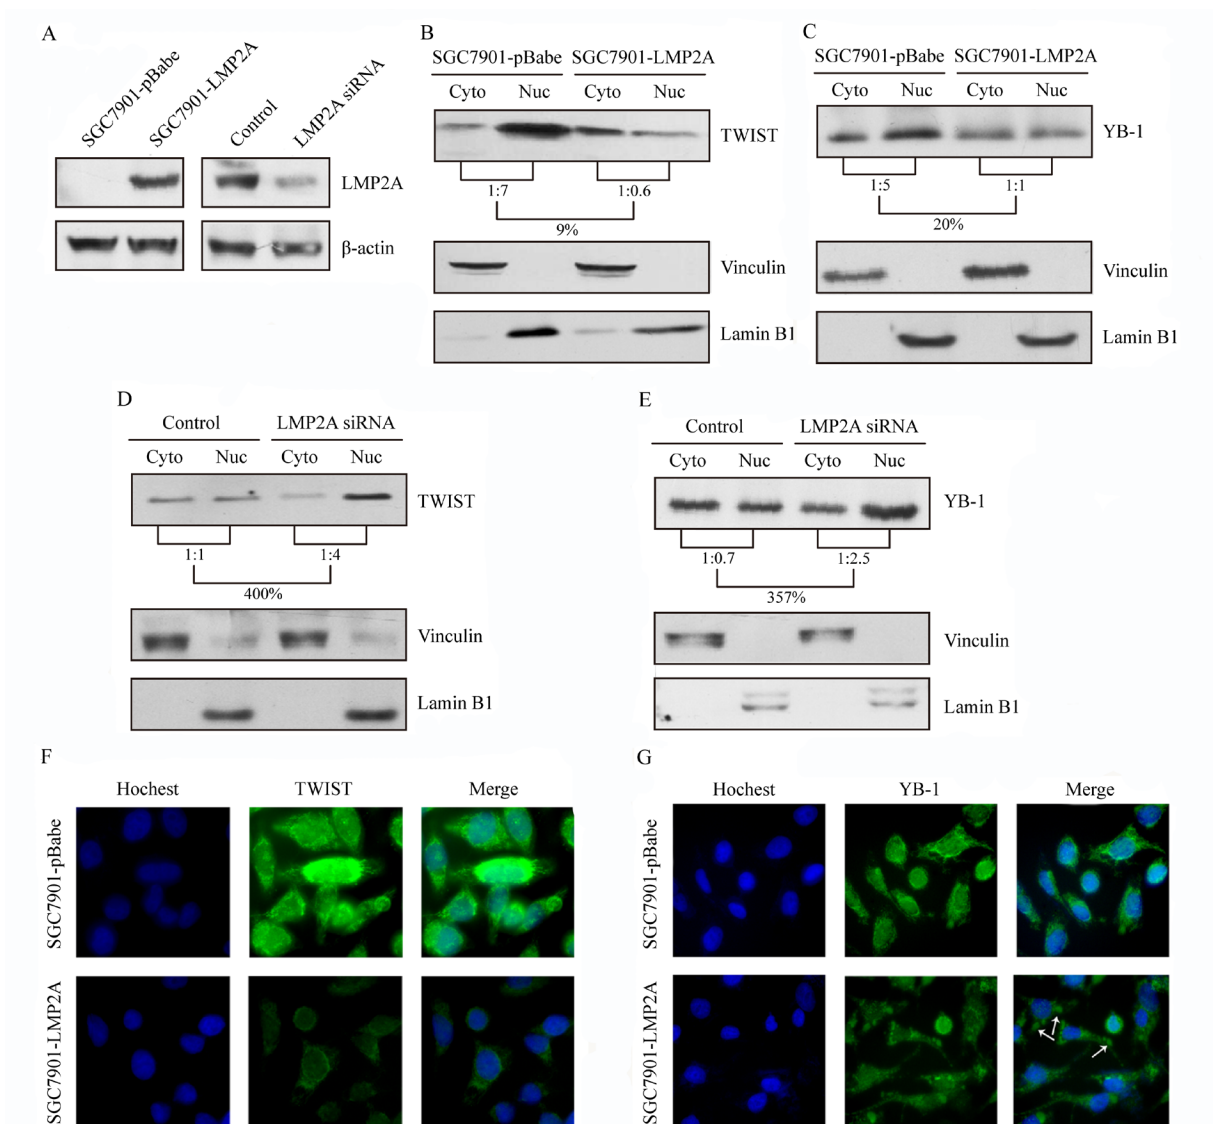 A
SGC7901-pBabe
SGC7901-LMP2A
Control
LMP2A siRNA
LMP2A
β-actin
B
SGC7901-pBabe SGC7901-LMP2A
Cyto Nuc Cyto Nuc
TWIST
1:7 1:0.6
9%
Vinculin
Lamin B1
C
SGC7901-pBabe SGC7901-LMP2A
Cyto Nuc Cyto Nuc
YB-1
1:5 1:1
20%
Vinculin
Lamin B1
D
Control LMP2A siRNA
Cyto Nuc Cyto Nuc
TWIST
1:1 1:4
400%
Vinculin
Lamin B1
E
Control LMP2A siRNA
Cyto Nuc Cyto Nuc
YB-1
1:0.7 1:2.5
357%
Vinculin
Lamin B1
F
Hochest TWIST Merge
SGC7901-pBabe
SGC7901-LMP2A
G
Hochest YB-1 Merge
SGC7901-pBabe
SGC7901-LMP2A